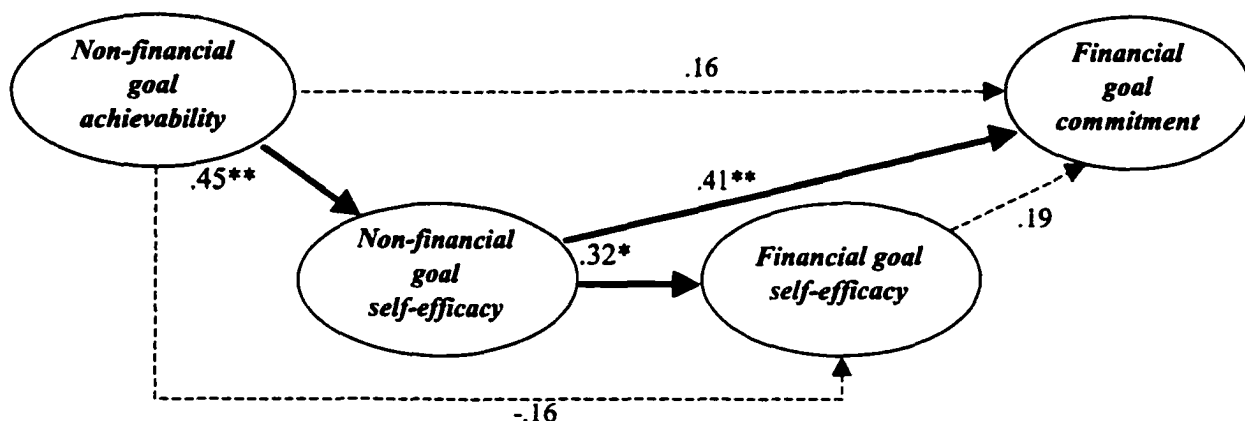 Non-financial
goal
achievability
.16
Financial
goal
commitment
.45**
.41**
Non-financial
goal
self-efficacy
.32*
Financial goal
self-efficacy
.19
-.16